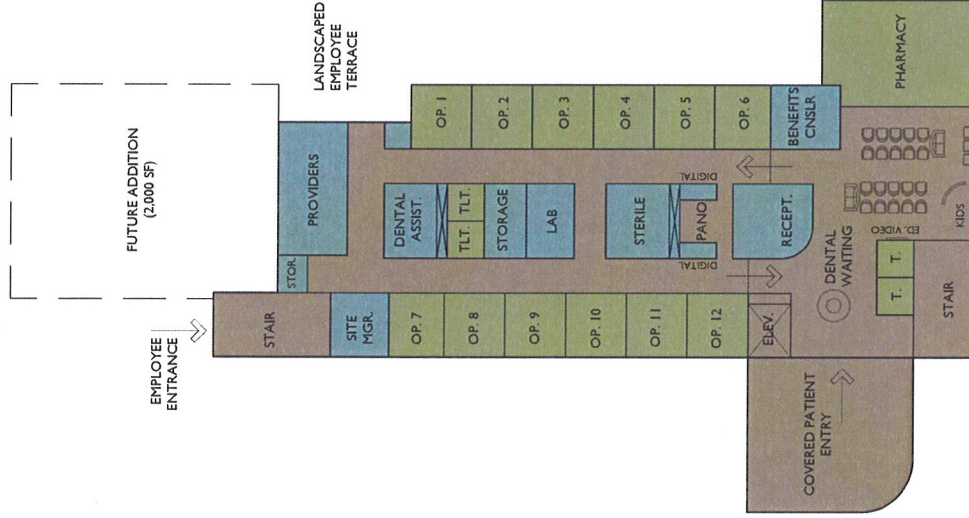 FUTURE ADDITION
(2,000 SF)
LANDSCAPED
EMPLOYEE
TERRACE
EMPLOYEE
ENTRANCE
STAIR
STOR.
PROVIDERS
SITE
MGR.
DENTAL
ASSIST.
TLT.
TLT.
STORAGE
LAB
STERILE
DIGITAL
PANO
DIGITAL
RECEPT.
OP. 1
OP. 2
OP. 3
OP. 4
OP. 5
OP. 6
BENEFITS
CNSLR
OP. 7
OP. 8
OP. 9
OP. 10
OP. 11
OP. 12
ELEV.
DENTAL
WAITING
T.
T.
ED. VIDEO
KIDS
STAIR
PHARMACY
COVERED PATIENT
ENTRY